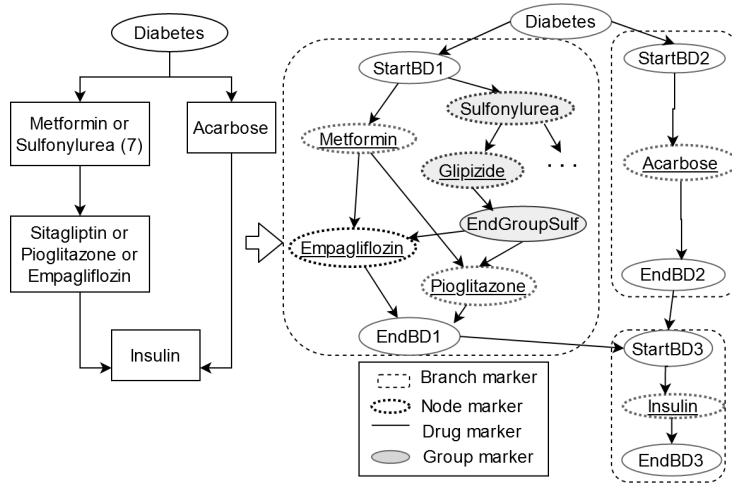 Diabetes
Metformin or
Sulfonylurea (7)
Acarbose
Sitagliptin or
Pioglitazone or
Empagliflozin
Insulin
Diabetes
StartBD1
StartBD2
Sulfonylurea
Metformin
Glipizide
. . .
Acarbose
EndGroupSulf
Empagliflozin
Pioglitazone
EndBD2
EndBD1
StartBD3
Insulin
EndBD3
Branch marker
Node marker
Drug marker
Group marker